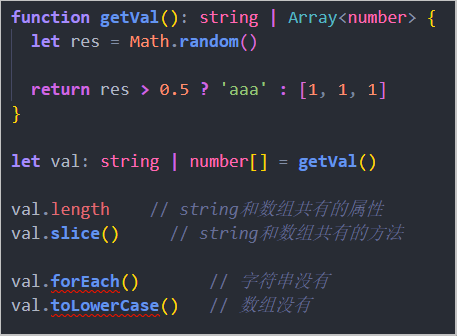 function getVal(): string | Array<number> {
  let res = Math.random()

  return res > 0.5 ? 'aaa' : [1, 1, 1]
}

let val: string | number[] = getVal()

val.length    // string和数组共有的属性
val.slice()     // string和数组共有的方法

val.forEach()       // 字符串没有
val.toLowerCase()   // 数组没有